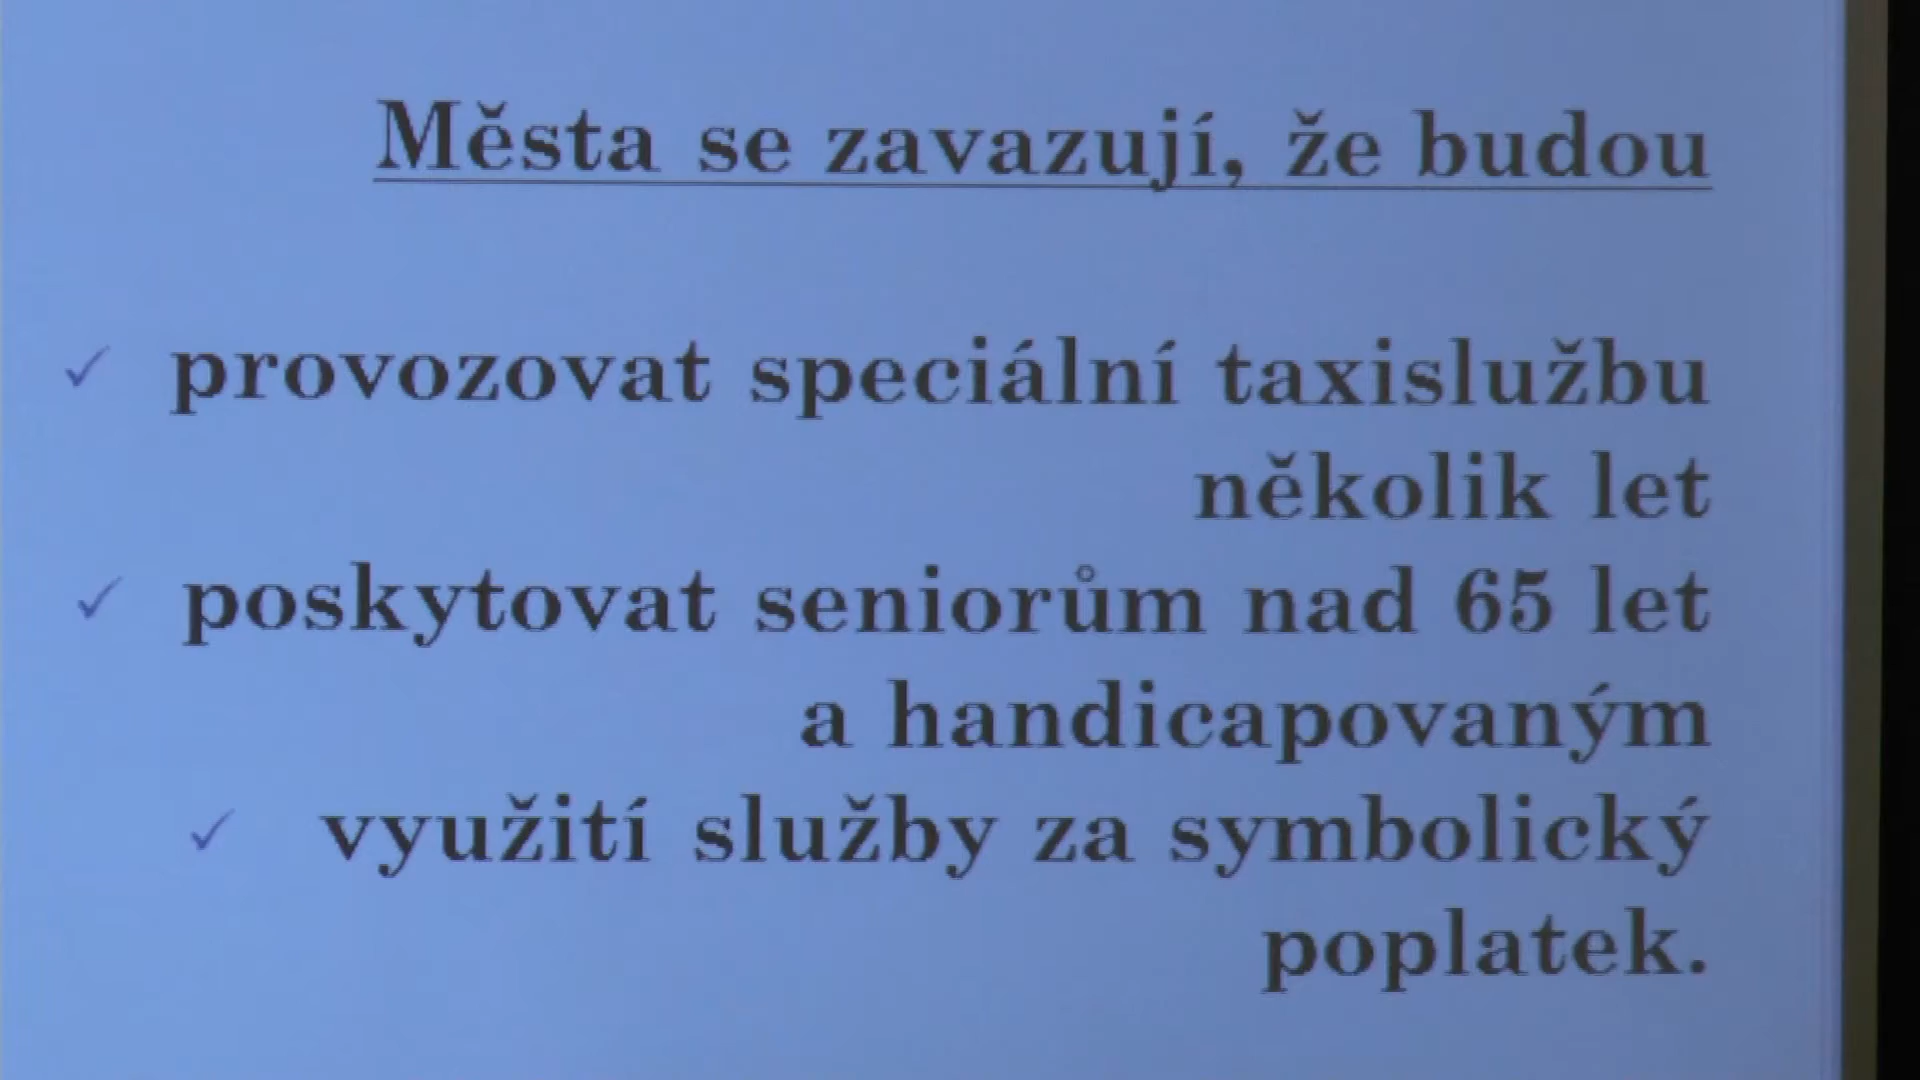 Města se zavazují, že budou
✓ provozovat speciální taxislužbu
několik let
✓ poskytovat seniorům nad 65 let
a handicapovaným
✓ využití služby za symbolický
poplatek.